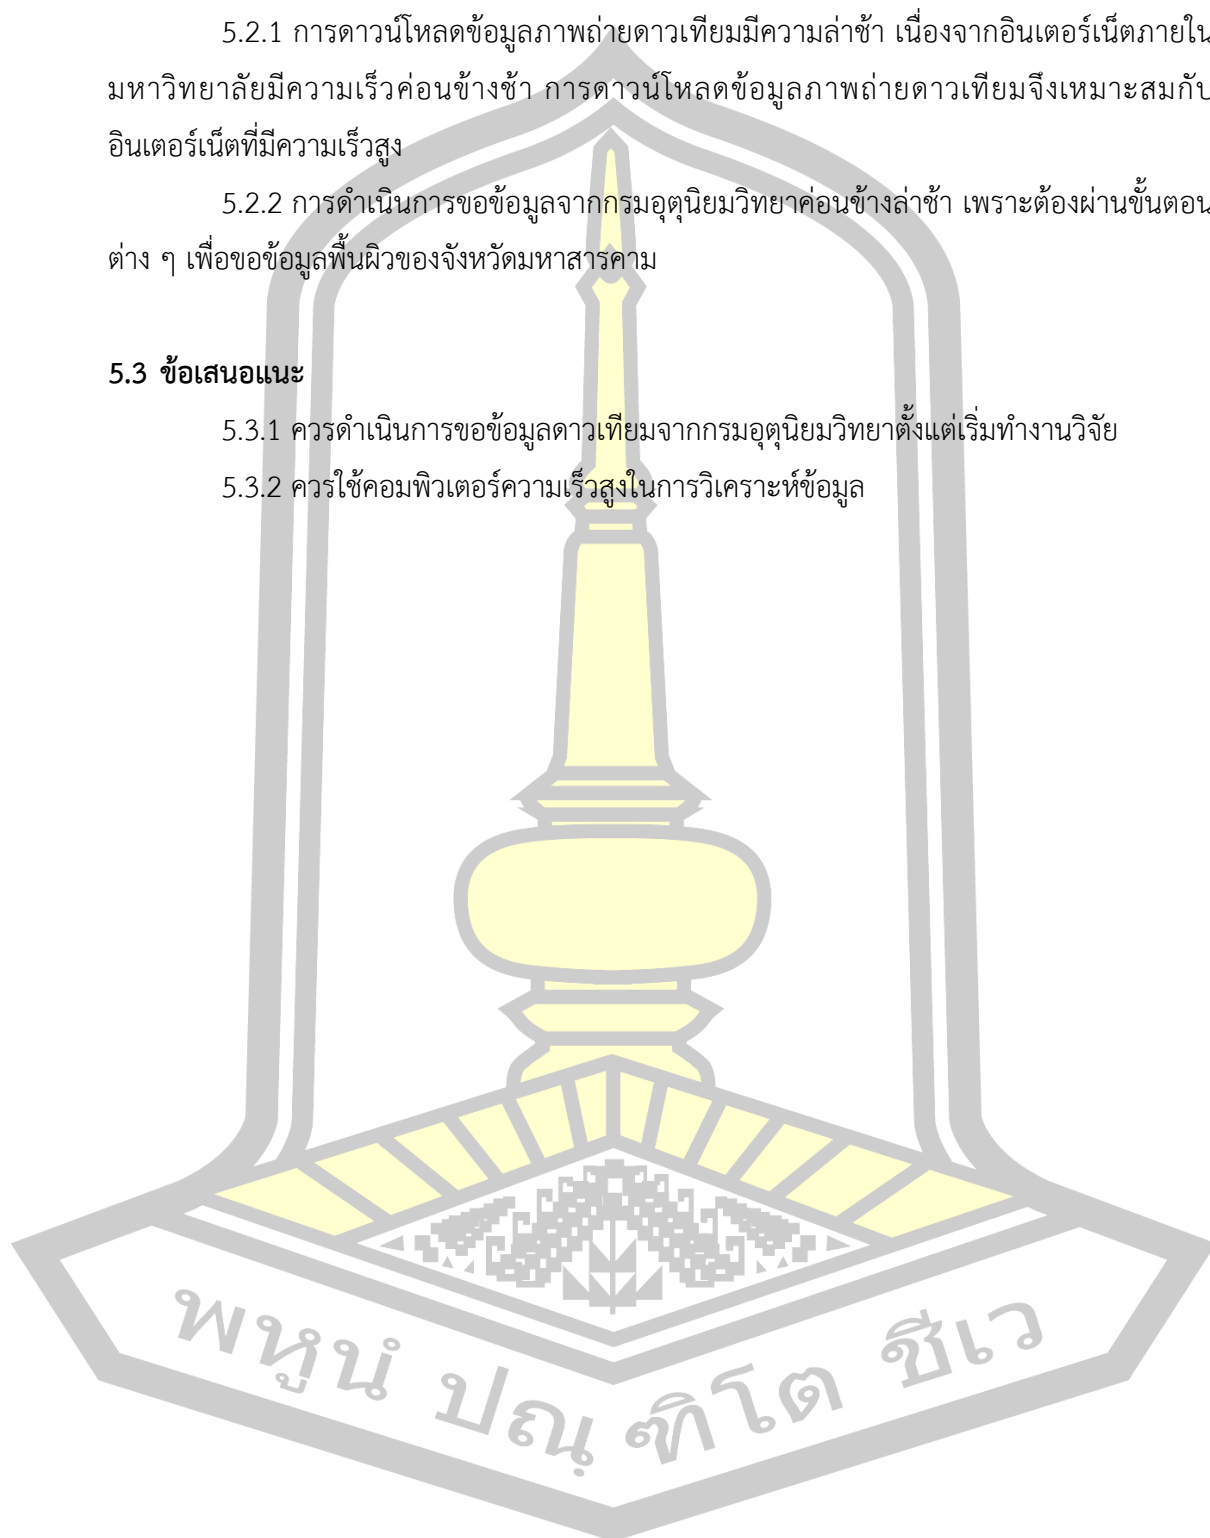 5.2.1 การดาวน์โหลดข้อมูลภาพถ่ายดาวเทียมมีความล่าช้า เนื่องจากอินเตอร์เน็ตภายใน
มหาวิทยาลัยมีความเร็วค่อนข้างช้า การดาวน์โหลดข้อมูลภาพถ่ายดาวเทียมจึงเหมาะสมกับ
อินเตอร์เน็ตที่มีความเร็วสูง
5.2.2 การดำเนินการขอข้อมูลจากกรมอุตุนิยมวิทยาค่อนข้างล่าช้า เพราะต้องผ่านขั้นตอน
ต่าง ๆ เพื่อขอข้อมูลพื้นผิวของจังหวัดมหาสารคาม
5.3 ข้อเสนอแนะ
5.3.1 ควรดำเนินการขอข้อมูลดาวเทียมจากกรมอุตุนิยมวิทยาตั้งแต่เริ่มทำงานวิจัย
5.3.2 ควรใช้คอมพิวเตอร์ความเร็วสูงในการวิเคราะห์ข้อมูล
พหูนํ ปณฺฑิโต ชีเว